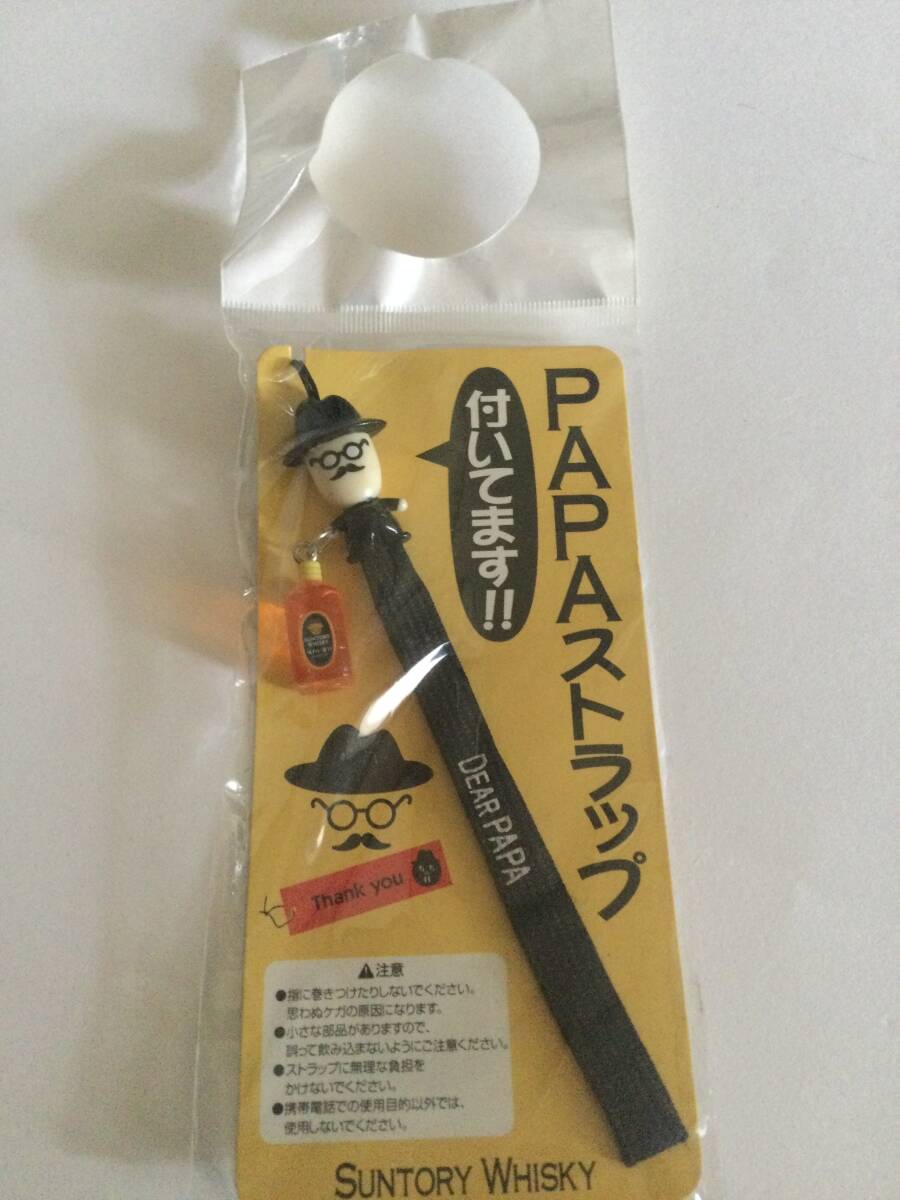 PAPAストラップ
付いてます!!
SUNTORY
WHISKY
DEAR PAPA
Thank you
注意
●指に巻きつけたりしないでください。
思わぬケガの原因になります。
●小さな部品がありますので、
誤って飲み込まないようにご注意ください。
●ストラップに無理な負担を
かけないでください。
●携帯電話での使用目的以外では、
使用しないでください。
SUNTORY WHISKY